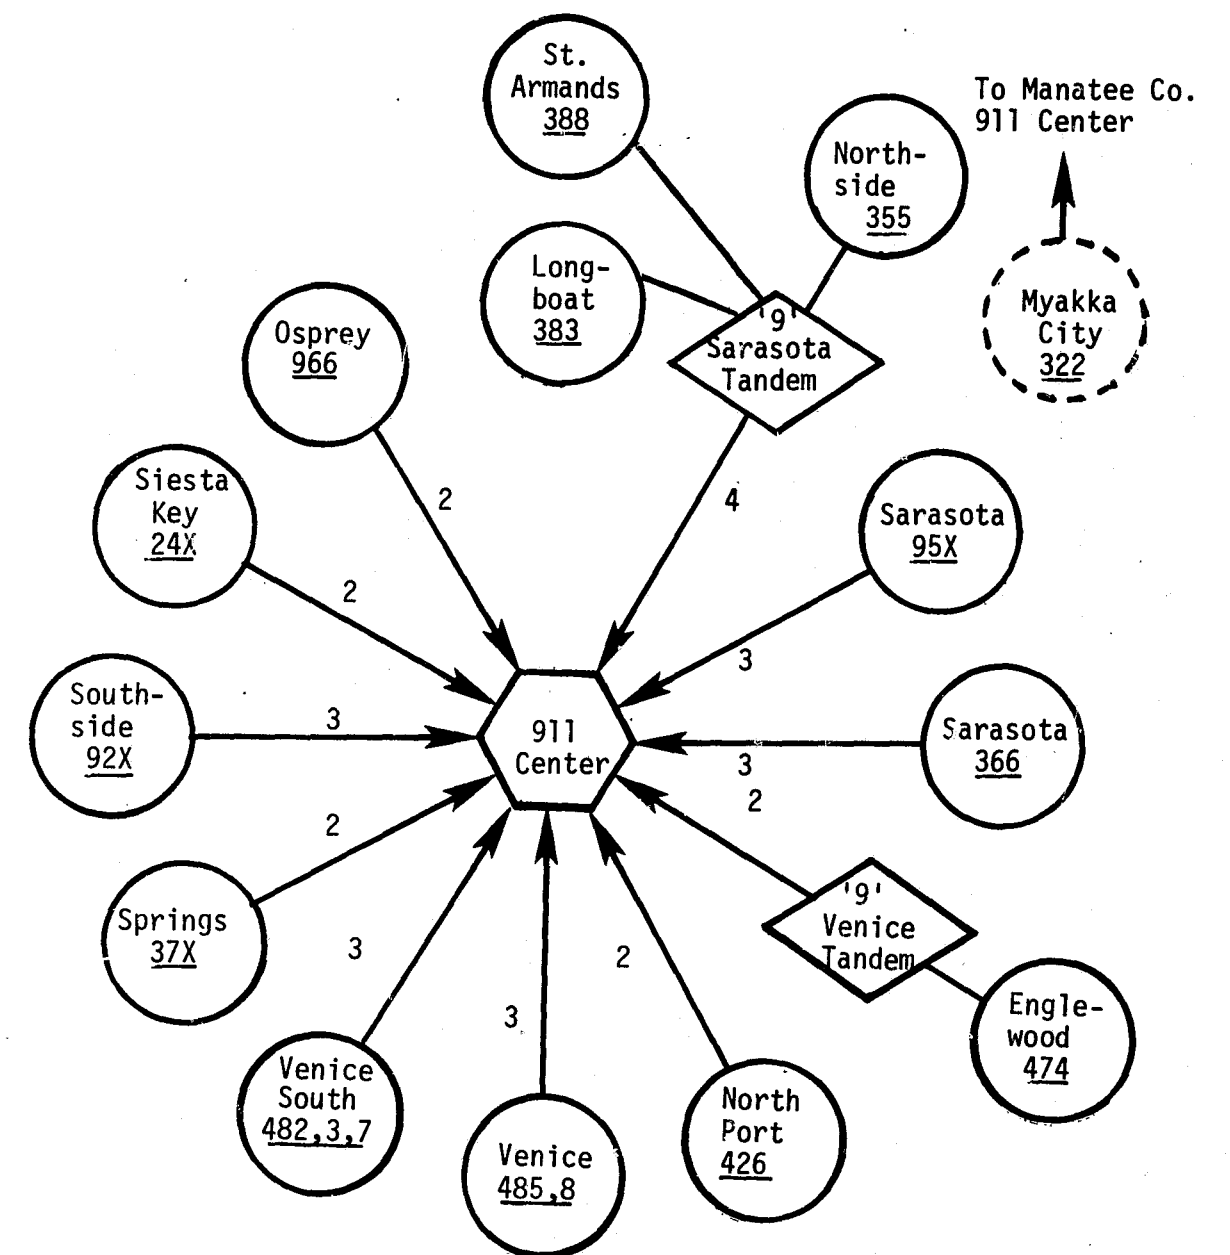 St.
Armands
388
To Manatee Co.
911 Center
North-
side
355
Long-
boat
383
'9'
Sarasota
Tandem
Myakka
City
322
Osprey
966
Siesta
Key
24X
2
2
4
Sarasota
95X
3
South-
side
92X
3
911
Center
Sarasota
366
3
2
2
Springs
37X
3
3
2
'9'
Venice
Tandem
Engle-
wood
474
Venice
South
482,3,7
Venice
485,8
North
Port
426